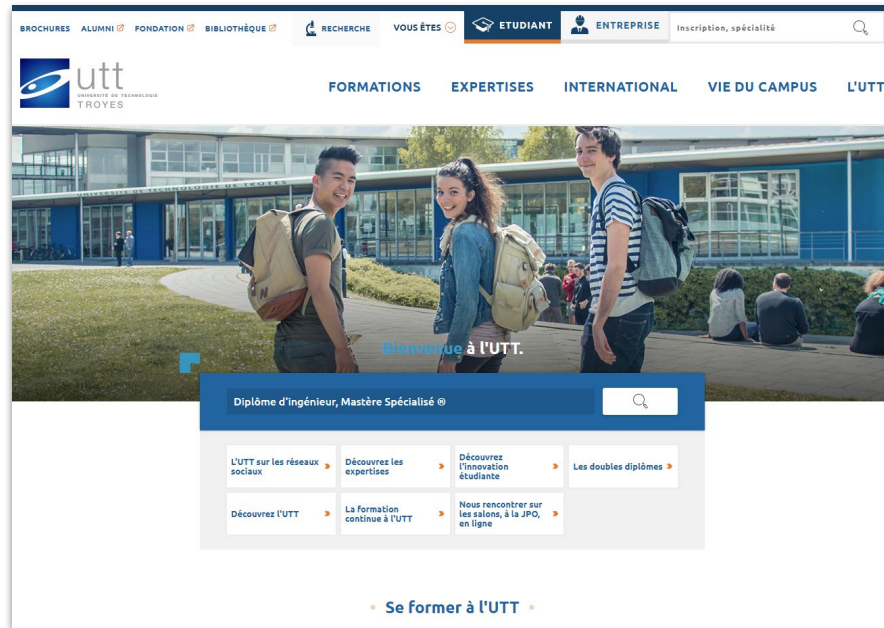 BROCHURES ALUMNI FONDATION BIBLIOTHÈQUE RECHERCHE VOUS ÊTES ETUDIANT ENTREPRISE Inscription, spécialité
utt
UNIVERSITÉ DE TECHNOLOGIE
TROYES
FORMATIONS EXPERTISES INTERNATIONAL VIE DU CAMPUS L'UTT
UNIVERSITE DE TECHNOLOGIE DE TROYES
Bienvenue à l'UTT.
Diplôme d'ingénieur, Mastère Spécialisé ®
L'UTT sur les réseaux
sociaux
Découvrez les
expertises
Découvrez
l'innovation
étudiante
Les doubles diplômes
Découvrez l'UTT
La formation
continue à l'UTT
Nous rencontrer sur
les salons, à la JPO,
en ligne
Se former à l'UTT